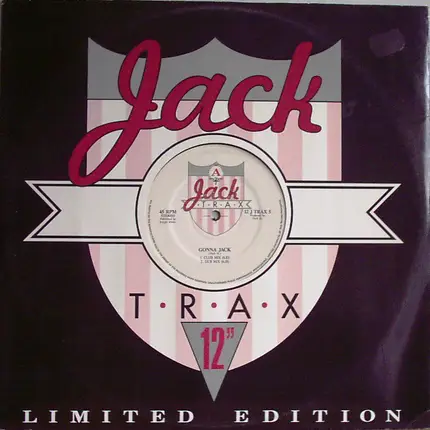 Jack
A
Jack
T·R·A·X
45 RPM
12 J TRAX 5
GONNA JACK
1. CLUB MIX
2. DUB MIX
T·R·A·X
12"
LIMITED EDITION